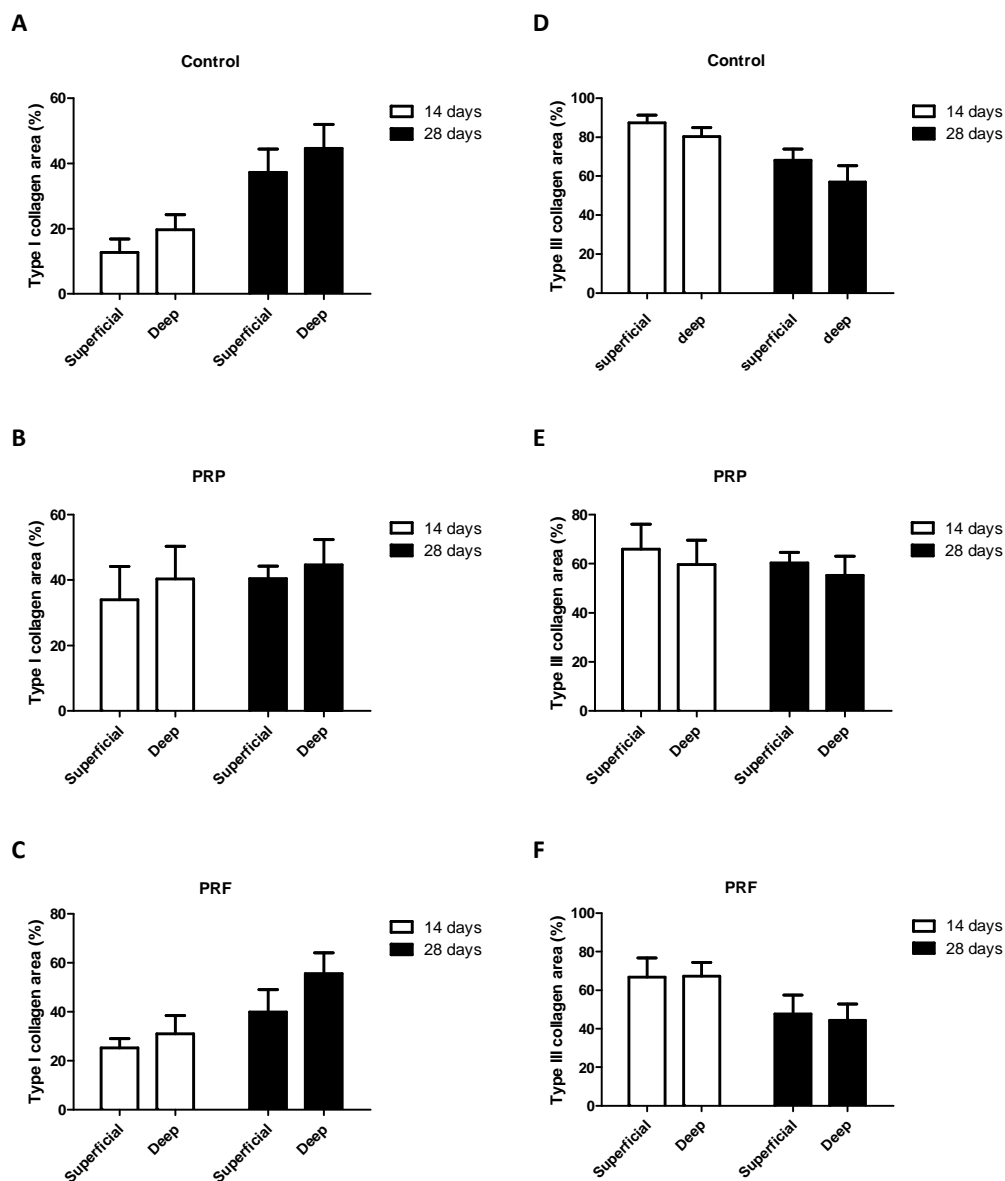 A
Control
Type I collagen area (%)
60
40
20
0
Superficial
Deep
Superficial
Deep
14 days
28 days
D
Control
Type III collagen area (%)
100
80
60
40
20
0
superficial
deep
superficial
deep
14 days
28 days
B
PRP
Type I collagen area (%)
60
40
20
0
Superficial
Deep
Superficial
Deep
14 days
28 days
E
PRP
Type III collagen area (%)
80
60
40
20
0
Superficial
Deep
Superficial
Deep
14 days
28 days
C
PRF
Type I collagen area (%)
80
60
40
20
0
Superficial
Deep
Superficial
Deep
14 days
28 days
F
PRF
Type III collagen area (%)
100
80
60
40
20
0
Superficial
Deep
Superficial
Deep
14 days
28 days